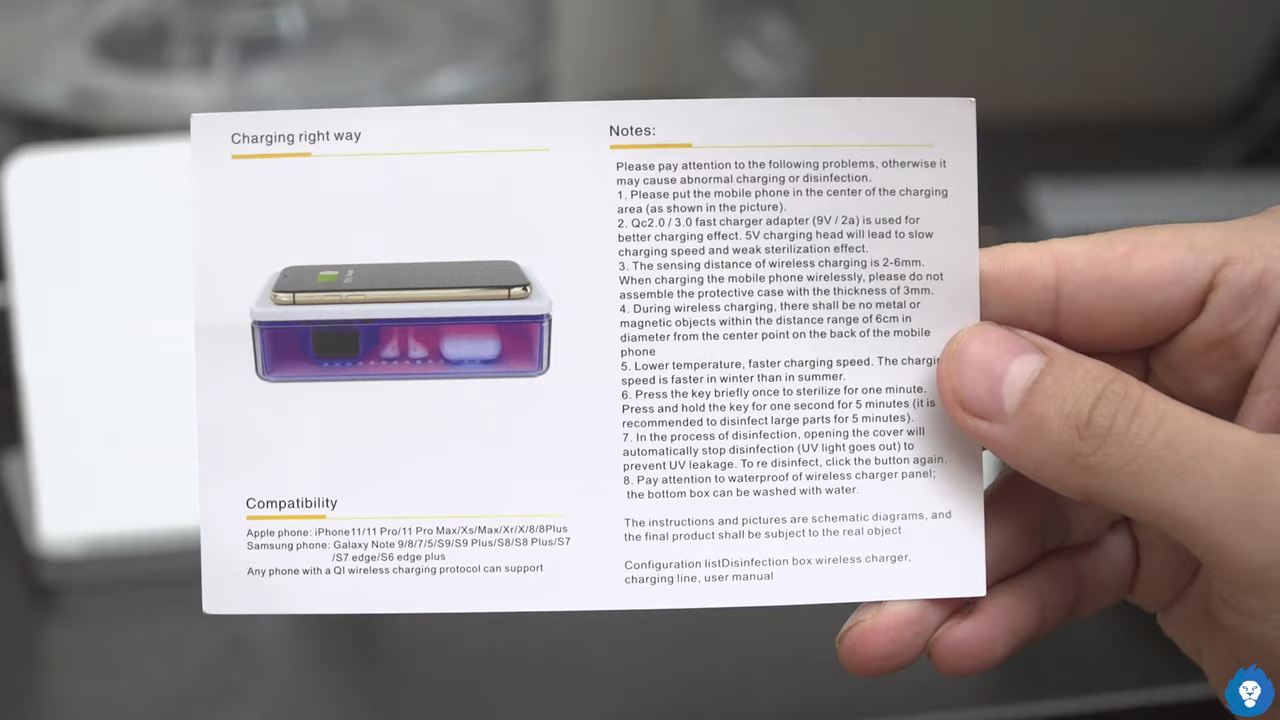 Charging right way
Compatibility
Apple phone: iPhone11/11 Pro/11 Pro Max/Xs/Max/Xr/X/8/8Plus
Samsung phone: Galaxy Note 9/8/7/5/S9/S9 Plus/S8/S8 Plus/S7
/S7 edge/S6 edge plus
Any phone with a QI wireless charging protocol can support
Notes:
Please pay attention to the following problems, otherwise it
may cause abnormal charging or disinfection.
1. Please put the mobile phone in the center of the charging
area (as shown in the picture).
2. Qc2.0 / 3.0 fast charger adapter (9V / 2a) is used for
better charging effect. 5V charging head will lead to slow
charging speed and weak sterilization effect.
3. The sensing distance of wireless charging is 2-6mm.
When charging the mobile phone wirelessly, please do not
assemble the protective case with the thickness of 3mm.
4. During wireless charging, there shall be no metal or
magnetic objects within the distance range of 6cm in
diameter from the center point on the back of the mobile
phone
5. Lower temperature, faster charging speed. The chargin
speed is faster in winter than in summer.
6. Press the key briefly once to sterilize for one minute.
Press and hold the key for one second for 5 minutes (it is
recommended to disinfect large parts for 5 minutes).
7. In the process of disinfection, opening the cover will
automatically stop disinfection (UV light goes out) to
prevent UV leakage. To re disinfect, click the button again.
8. Pay attention to waterproof of wireless charger panel;
the bottom box can be washed with water.
The instructions and pictures are schematic diagrams, and
the final product shall be subject to the real object
Configuration listDisinfection box wireless charger,
charging line, user manual